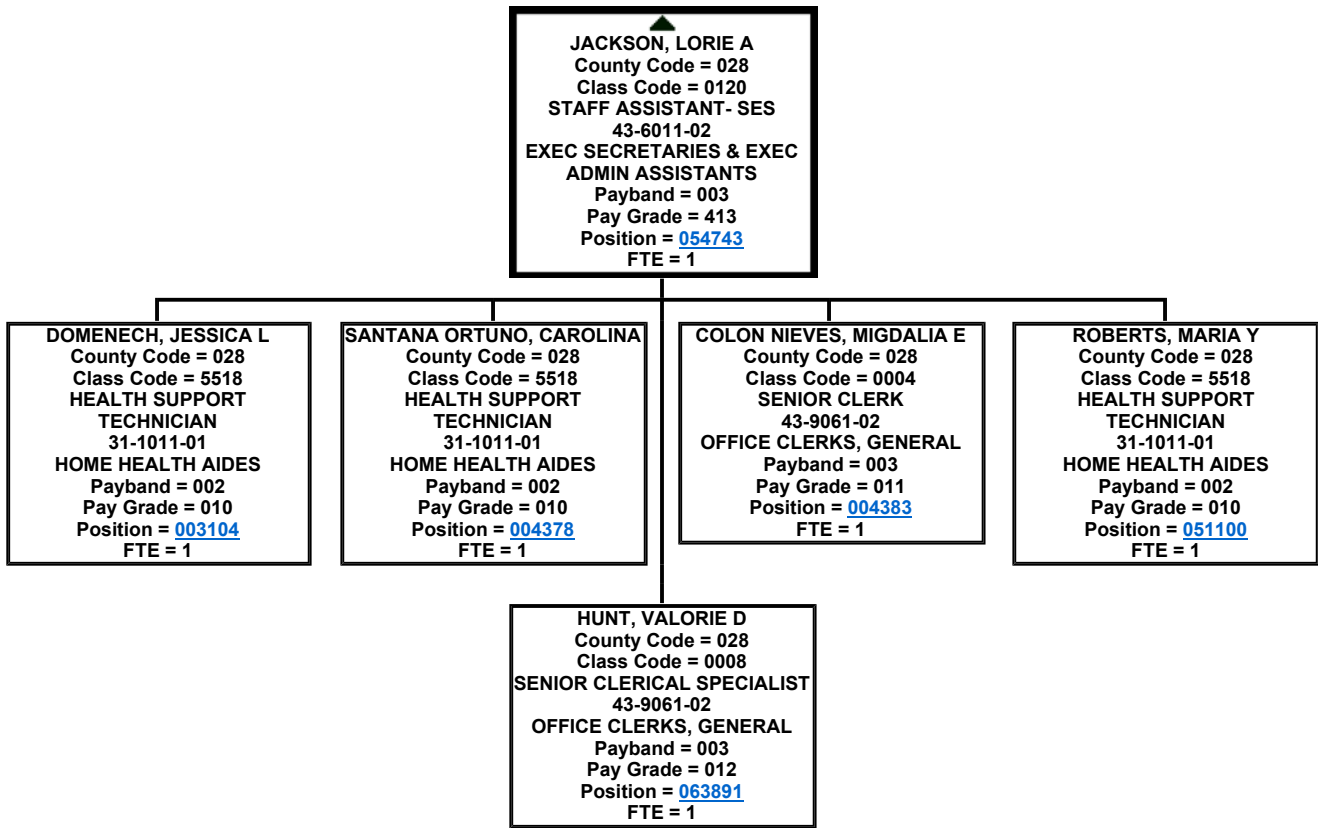 JACKSON, LORIE A
County Code = 028
Class Code = 0120
STAFF ASSISTANT- SES
43-6011-02
EXEC SECRETARIES & EXEC
ADMIN ASSISTANTS
Payband = 003
Pay Grade = 413
Position = 054743
FTE = 1
DOMENECH, JESSICA L
County Code = 028
Class Code = 5518
HEALTH SUPPORT
TECHNICIAN
31-1011-01
HOME HEALTH AIDES
Payband = 002
Pay Grade = 010
Position = 003104
FTE = 1
SANTANA ORTUNO, CAROLINA
County Code = 028
Class Code = 5518
HEALTH SUPPORT
TECHNICIAN
31-1011-01
HOME HEALTH AIDES
Payband = 002
Pay Grade = 010
Position = 004378
FTE = 1
COLON NIEVES, MIGDALIA E
County Code = 028
Class Code = 0004
SENIOR CLERK
43-9061-02
OFFICE CLERKS, GENERAL
Payband = 003
Pay Grade = 011
Position = 004383
FTE = 1
ROBERTS, MARIA Y
County Code = 028
Class Code = 5518
HEALTH SUPPORT
TECHNICIAN
31-1011-01
HOME HEALTH AIDES
Payband = 002
Pay Grade = 010
Position = 051100
FTE = 1
HUNT, VALORIE D
County Code = 028
Class Code = 0008
SENIOR CLERICAL SPECIALIST
43-9061-02
OFFICE CLERKS, GENERAL
Payband = 003
Pay Grade = 012
Position = 063891
FTE = 1